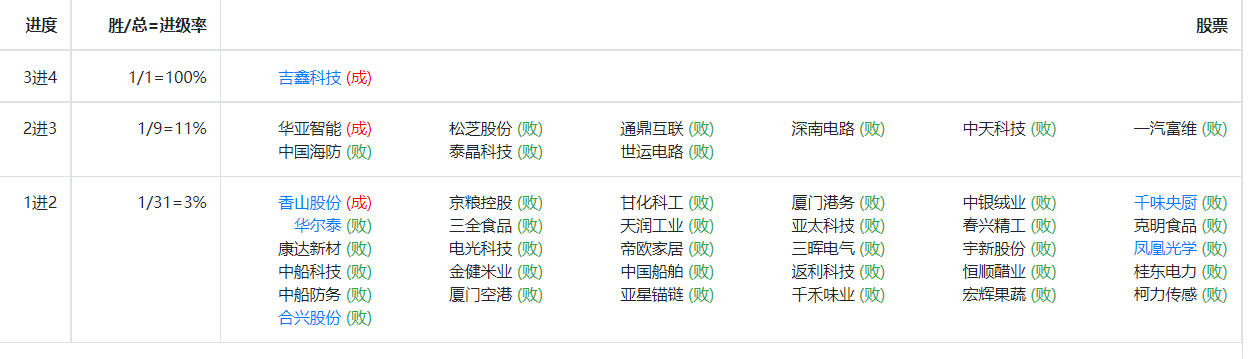 进度 胜/总=进级率 股票
3进4 1/1=100% 吉鑫科技 (成)
2进3 1/9=11% 华亚智能 (成) 松芝股份 (败) 通鼎互联 (败) 深南电路 (败) 中天科技 (败) 一汽富维 (败)
中国海防 (败) 泰晶科技 (败) 世运电路 (败)
1进2 1/31=3% 香山股份 (成) 京粮控股 (败) 甘化科工 (败) 厦门港务 (败) 中银绒业 (败) 千味央厨 (败)
华尔泰 (败) 三全食品 (败) 天润工业 (败) 亚太科技 (败) 春兴精工 (败) 克明食品 (败)
康达新材 (败) 电光科技 (败) 帝欧家居 (败) 三晖电气 (败) 宇新股份 (败) 凤凰光学 (败)
中船科技 (败) 金健米业 (败) 中国船舶 (败) 返利科技 (败) 恒顺醋业 (败) 桂东电力 (败)
中船防务 (败) 厦门空港 (败) 亚星锚链 (败) 千禾味业 (败) 宏辉果蔬 (败) 柯力传感 (败)
合兴股份 (败)